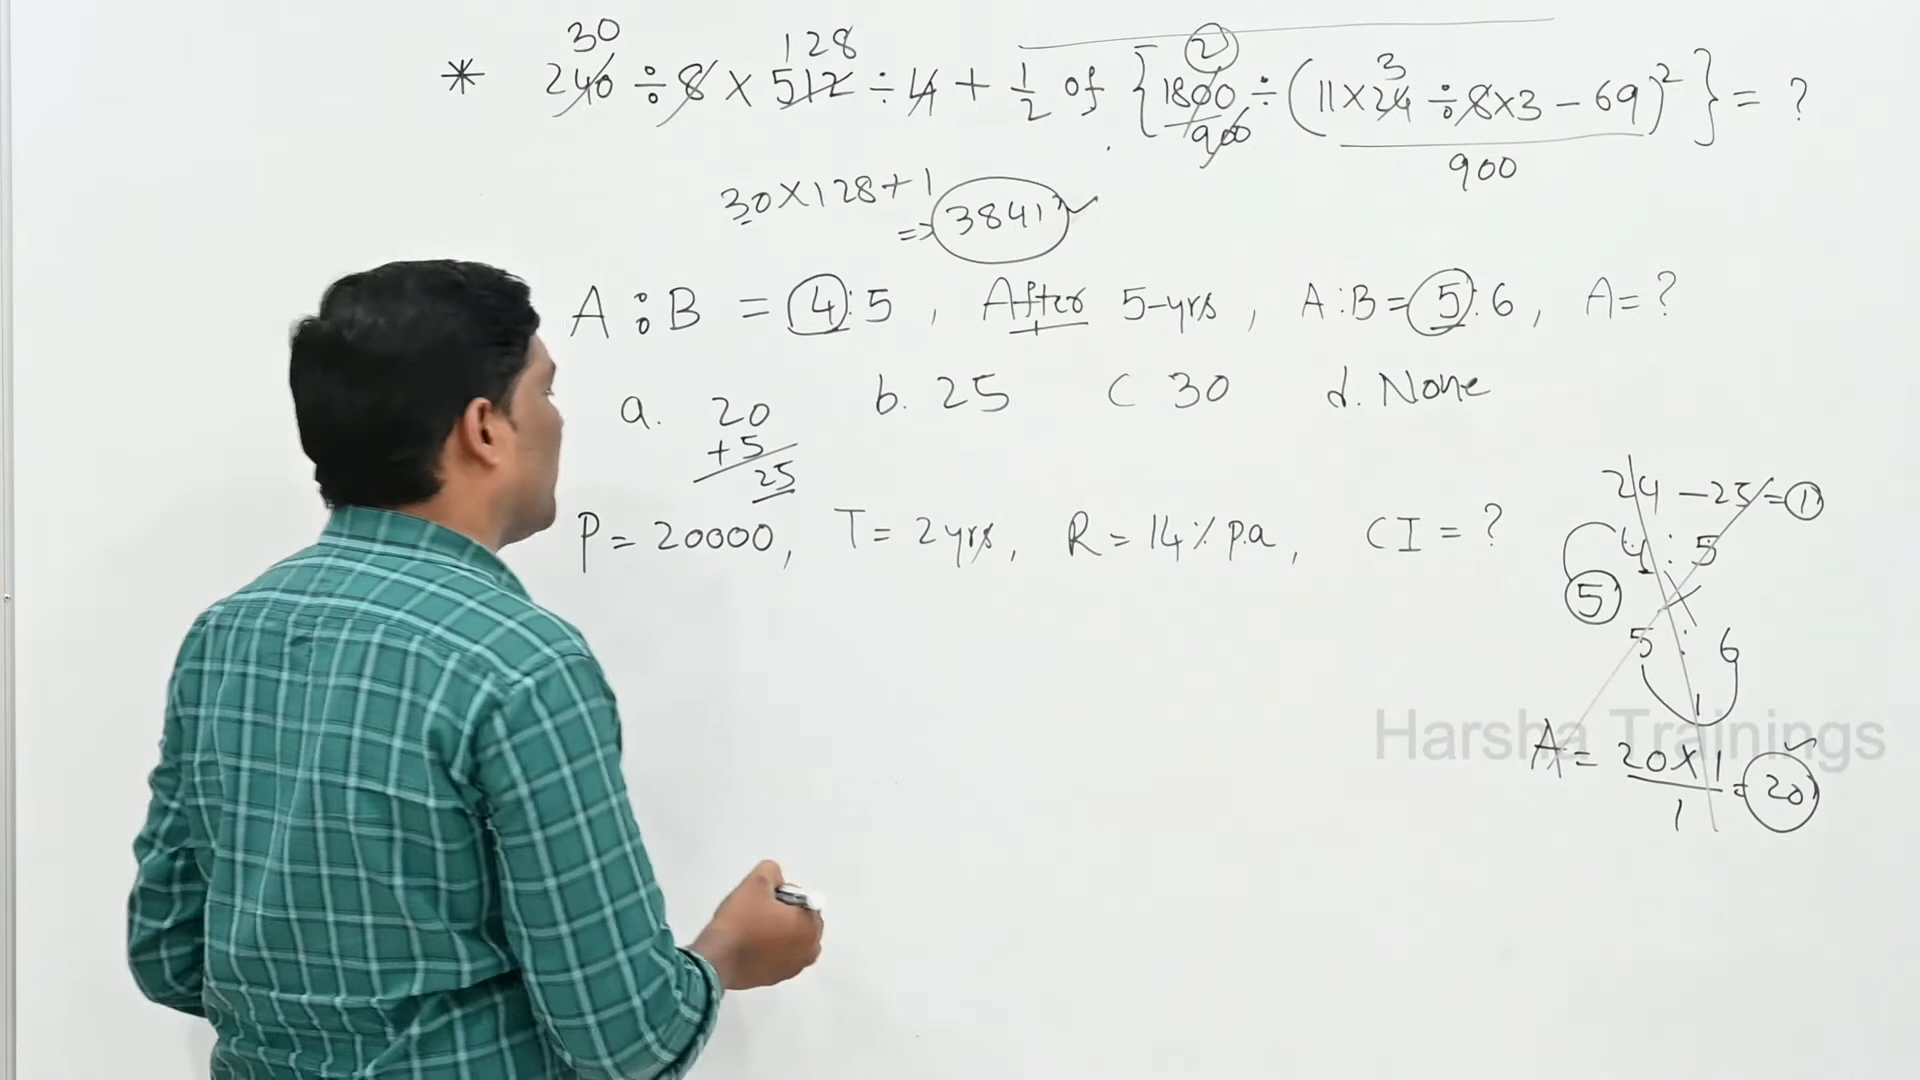 30 128 2 3
* 240 ÷ 8 × 512 ÷ 4 + 1/2 of {1800 ÷ (11×24 ÷ 8×3 − 69)²} = ?
900 900
30×128+1
=> 3841 ✓
A : B = 4:5 , After 5-yrs , A:B=5:6 , A=?
a. 20 b. 25 C 30 d. None
+5
25
P = 20000, T = 2yrs, R = 14% p.a, CI = ?
24 − 25 = 1
4 : 5
5
5 : 6
1
Harsha Trainings
A = 20×1/1 = 20 ✓